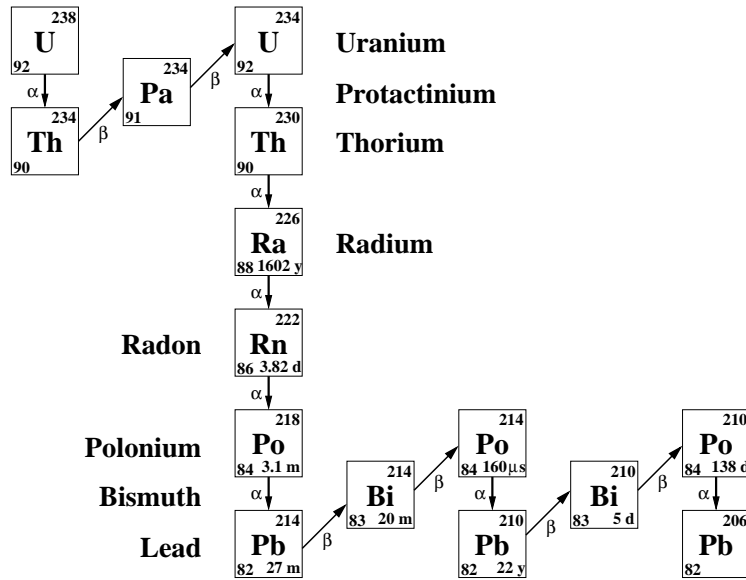 238 234 234
U Pa U Uranium
92 91 92
α β β α Protactinium
234 230
Th Th Thorium
90 90
α
226
Ra Radium
88 1602 y
α
222
Radon Rn
86 3.82 d
α
218 214 210
Polonium Po Po Po
84 3.1 m 84 160μs 84 138 d
Bismuth α 214 β α 210 β α
Bi Bi
83 20 m 83 5 d
214 210 206
Lead Pb β Pb β Pb
82 27 m 82 22 y 82